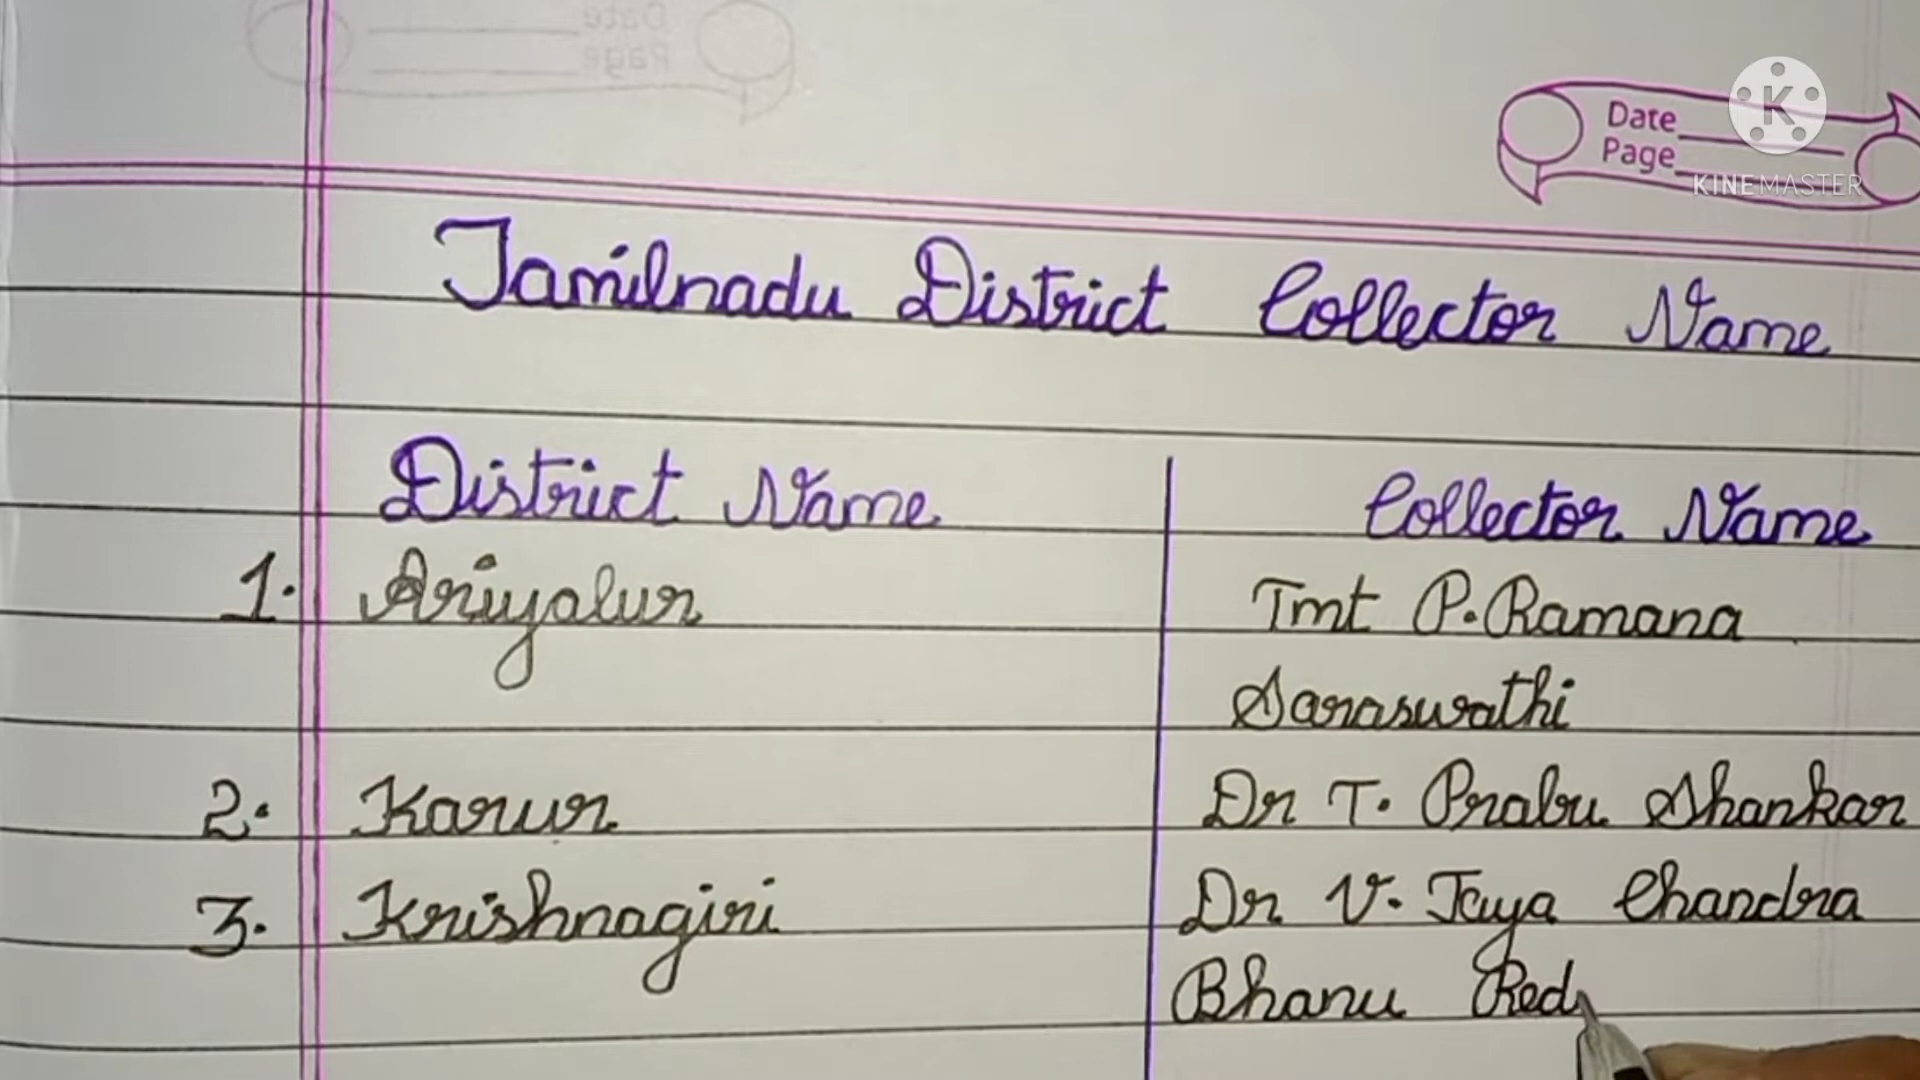 Date
Page
K
KINEMASTER
Tamilnadu District Collector Name
District Name Collector Name
1. Ariyalur Tmt P. Ramana
Saraswathi
2. Karur Dr T. Prabu Shankar
3. Krishnagiri Dr V. Jaya Chandra
Bhanu Red